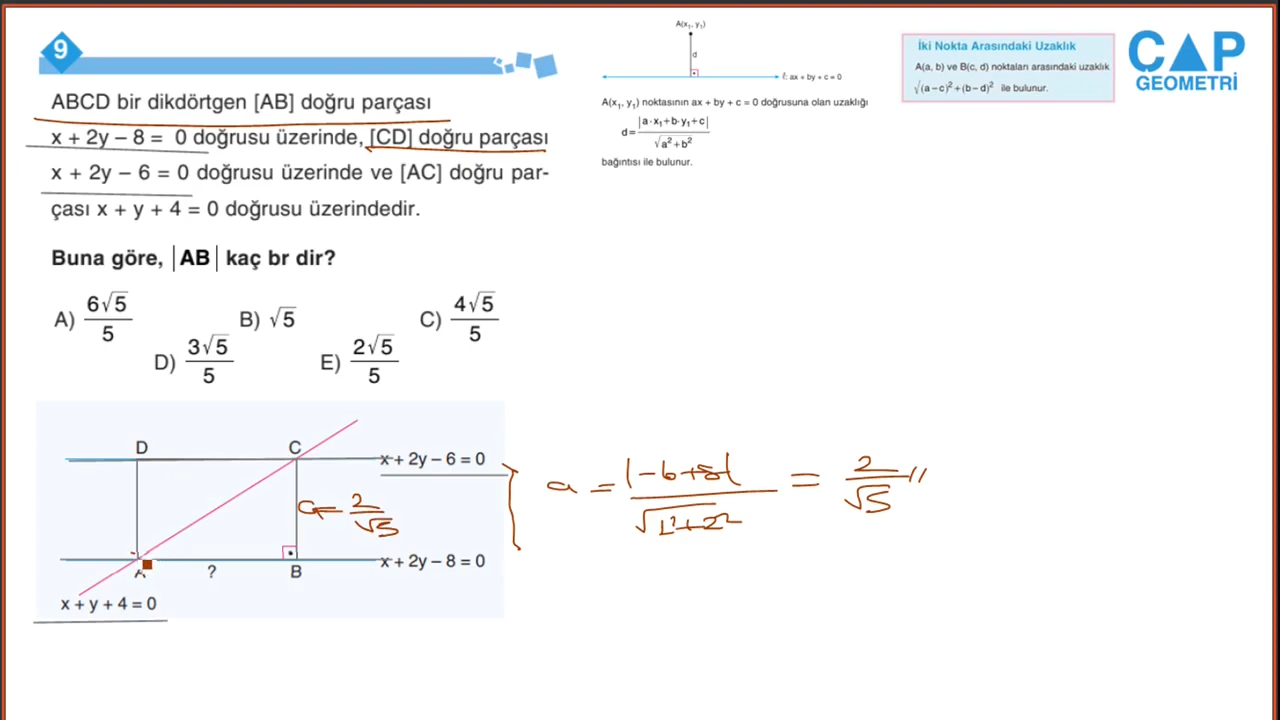 9
ABCD bir dikdörtgen [AB] doğru parçası
x + 2y – 8 = 0 doğrusu üzerinde, [CD] doğru parçası
x + 2y – 6 = 0 doğrusu üzerinde ve [AC] doğru par-
çası x + y + 4 = 0 doğrusu üzerindedir.
Buna göre, |AB| kaç br dir?
A) 6√5/5
B) √5
C) 4√5/5
D) 3√5/5
E) 2√5/5
A(x₁, y₁)
d
ℓ: ax + by + c = 0
A(x₁, y₁) noktasının ax + by + c = 0 doğrusuna olan uzaklığı
d= |a·x₁+b·y₁+c| / √a²+b²
bağıntısı ile bulunur.
İki Nokta Arasındaki Uzaklık
A(a, b) ve B(c, d) noktaları arasındaki uzaklık
√(a–c)²+(b–d)² ile bulunur.
CAP
GEOMETRİ
D
C
x + 2y – 6 = 0
2/√5
A
?
B
x + 2y – 8 = 0
x + y + 4 = 0
a = |-6+8| / √1²+2² = 2/√5 //